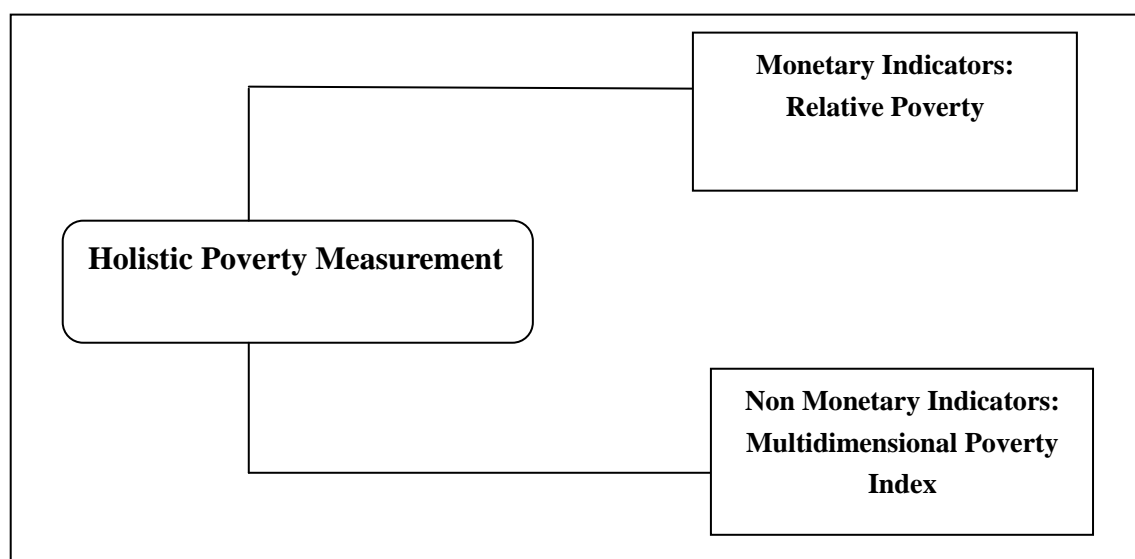 Monetary Indicators:
Relative Poverty
Holistic Poverty Measurement
Non Monetary Indicators:
Multidimensional Poverty
Index